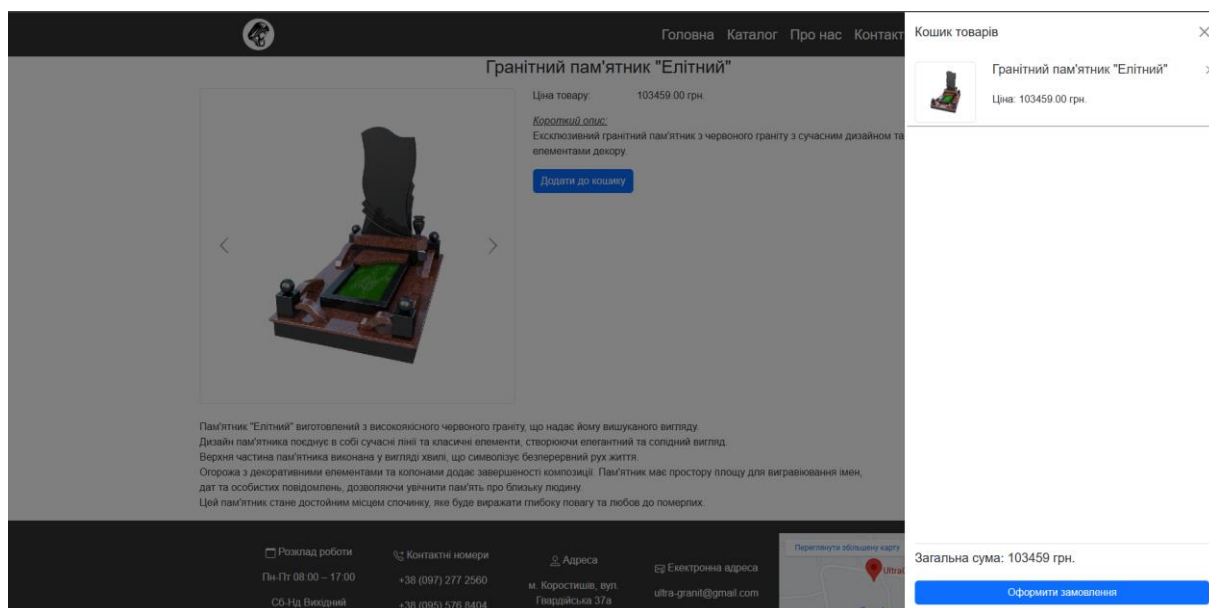 Головна Каталог Про нас Контакт
Гранітний пам'ятник "Елітний"
Ціна товару: 103459.00 грн.
Короткий опис:
Ексклюзивний гранітний пам'ятник з червоного граніту з сучасним дизайном та
елементами декору.
Додати до кошику
Пам'ятник "Елітний" виготовлений з високоякісного червоного граніту, що надає йому вишуканого вигляду.
Дизайн пам'ятника поєднує в собі сучасні лінії та класичні елементи, створюючи елегантний та солідний вигляд.
Верхня частина пам'ятника виконана у вигляді хвилі, що символізує безперервний рух життя.
Огорожа з декоративними елементами та колонами додає завершеності композиції. Пам'ятник має простору площу для вигравіювання імен,
дат та особистих повідомлень, дозволяючи увічнити пам'ять про близьку людину.
Цей пам'ятник стане достойним місцем спочинку, яке буде виражати глибоку повагу та любов до померлих.
Розклад роботи
Пн-Пт 08:00 – 17:00
Сб-Нд Вихідний
Контактні номери
+38 (097) 277 2560
+38 (095) 576 8404
Адреса
м. Коростишів, вул.
Гвардійська 37а
Електронна адреса
ultra-granit@gmail.com
Переглянути збільшену карту
Кошик товарів
Гранітний пам'ятник "Елітний"
Ціна: 103459.00 грн.
Загальна сума: 103459 грн.
Оформити замовлення